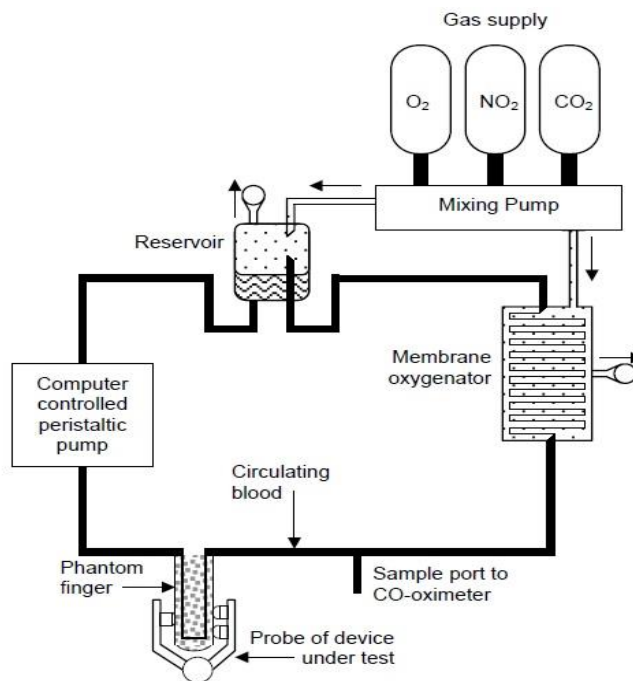 Gas supply
O₂
NO₂
CO₂
Mixing Pump
Reservoir
Membrane
oxygenator
Computer
controlled
peristaltic
pump
Circulating
blood
Phantom
finger
Sample port to
CO-oximeter
Probe of device
under test